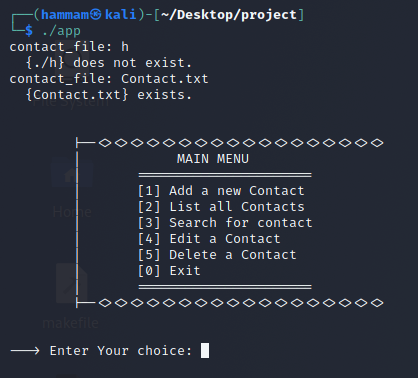 ┌──(hammam㉿kali)-[~/Desktop/project]
└─$ ./app
contact_file: h
{./h} does not exist.
contact_file: Contact.txt
{Contact.txt} exists.
├─<><><><><><><><><><><><><><><><><><>
MAIN MENU
======================
[1] Add a new Contact
[2] List all Contacts
[3] Search for contact
[4] Edit a Contact
[5] Delete a Contact
[0] Exit
======================
├─<><><><><><><><><><><><><><><><><><>
---> Enter Your choice:
Home
makefile